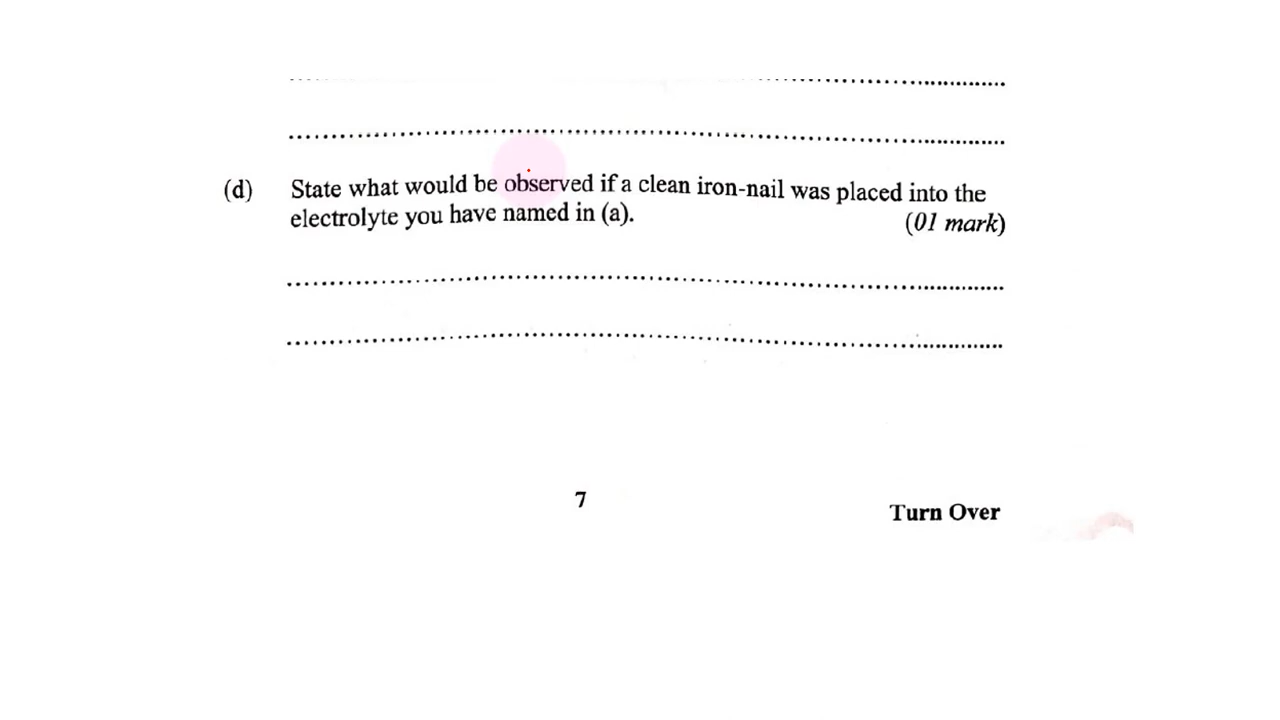 (d) State what would be observed if a clean iron-nail was placed into the
electrolyte you have named in (a). (01 mark)
7
Turn Over